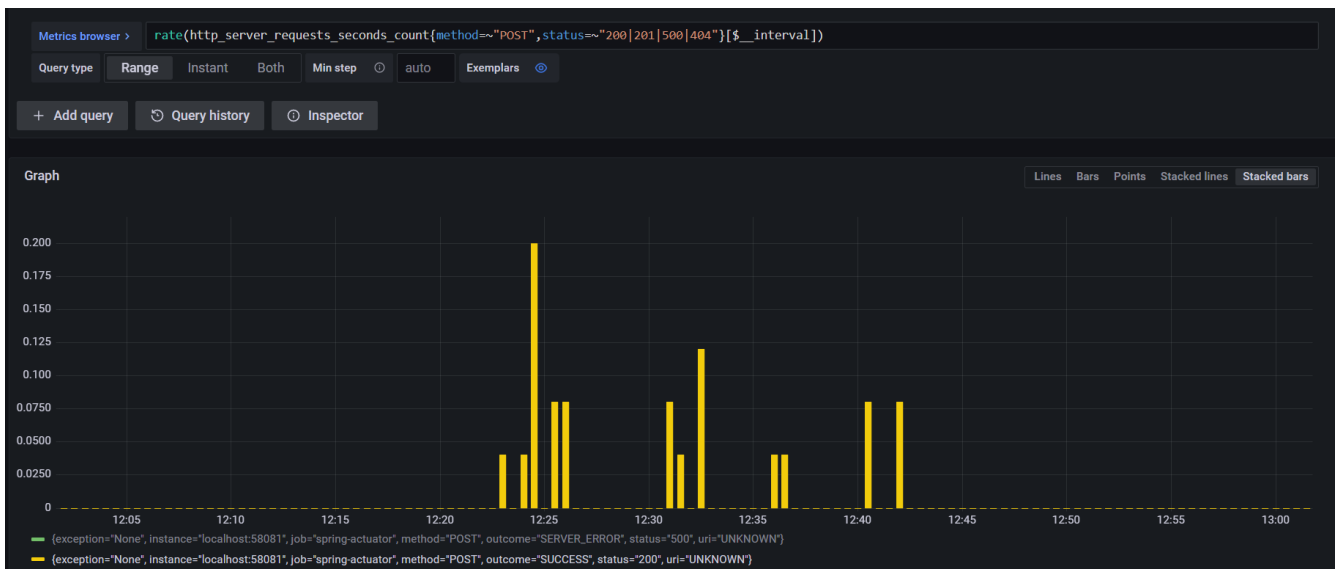 Metrics browser > rate(http_server_requests_seconds_count{method=~"POST",status=~"200|201|500|404"}[$__interval])
Query type Range Instant Both Min step auto Exemplars
+ Add query Query history Inspector
Graph Lines Bars Points Stacked lines Stacked bars
0.200
0.175
0.150
0.125
0.100
0.0750
0.0500
0.0250
0
12:05 12:10 12:15 12:20 12:25 12:30 12:35 12:40 12:45 12:50 12:55 13:00
{exception="None", instance="localhost:58081", job="spring-actuator", method="POST", outcome="SERVER_ERROR", status="500", uri="UNKNOWN"}
{exception="None", instance="localhost:58081", job="spring-actuator", method="POST", outcome="SUCCESS", status="200", uri="UNKNOWN"}